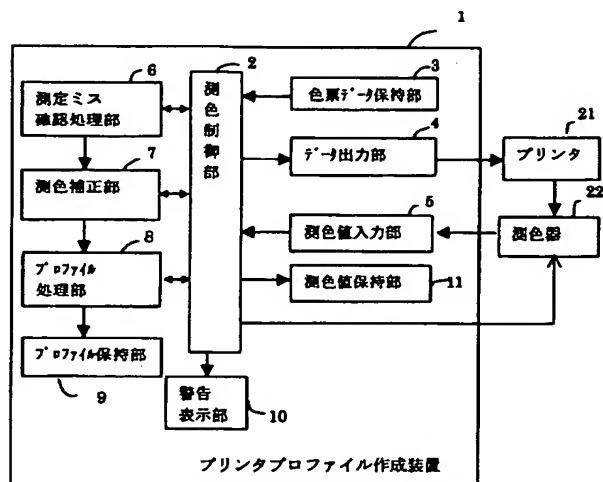 1
6
測定ミス
確認処理部
2
測色制御部
3
色票データ保持部
4
データ出力部
21
プリンタ
7
測色補正部
5
測色値入力部
22
測色器
8
プロファイル
処理部
測色値保持部
11
プロファイル保持部
9
警告
表示部
10
プリンタプロファイル作成装置